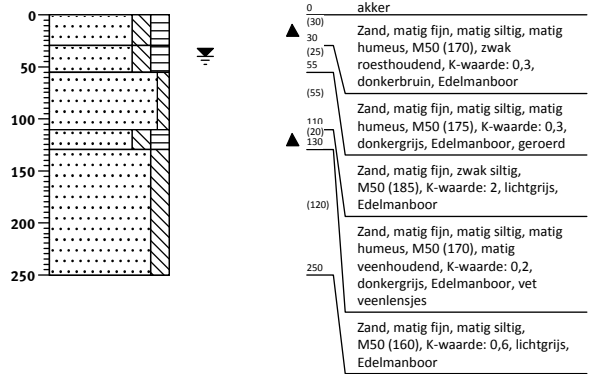 0
50
100
150
200
250
0
akker
(30)
30
(25)
55
(55)
110
(20)
130
(120)
250
Zand, matig fijn, matig siltig, matig
humeus, M50 (170), zwak
roesthoudend, K-waarde: 0,3,
donkerbruin, Edelmanboor
Zand, matig fijn, matig siltig, matig
humeus, M50 (175), K-waarde: 0,3,
donkergrijs, Edelmanboor, geroerd
Zand, matig fijn, zwak siltig,
M50 (185), K-waarde: 2, lichtgrijs,
Edelmanboor
Zand, matig fijn, matig siltig, matig
humeus, M50 (170), matig
veenhoudend, K-waarde: 0,2,
donkergrijs, Edelmanboor, vet
veenlensjes
Zand, matig fijn, matig siltig,
M50 (160), K-waarde: 0,6, lichtgrijs,
Edelmanboor